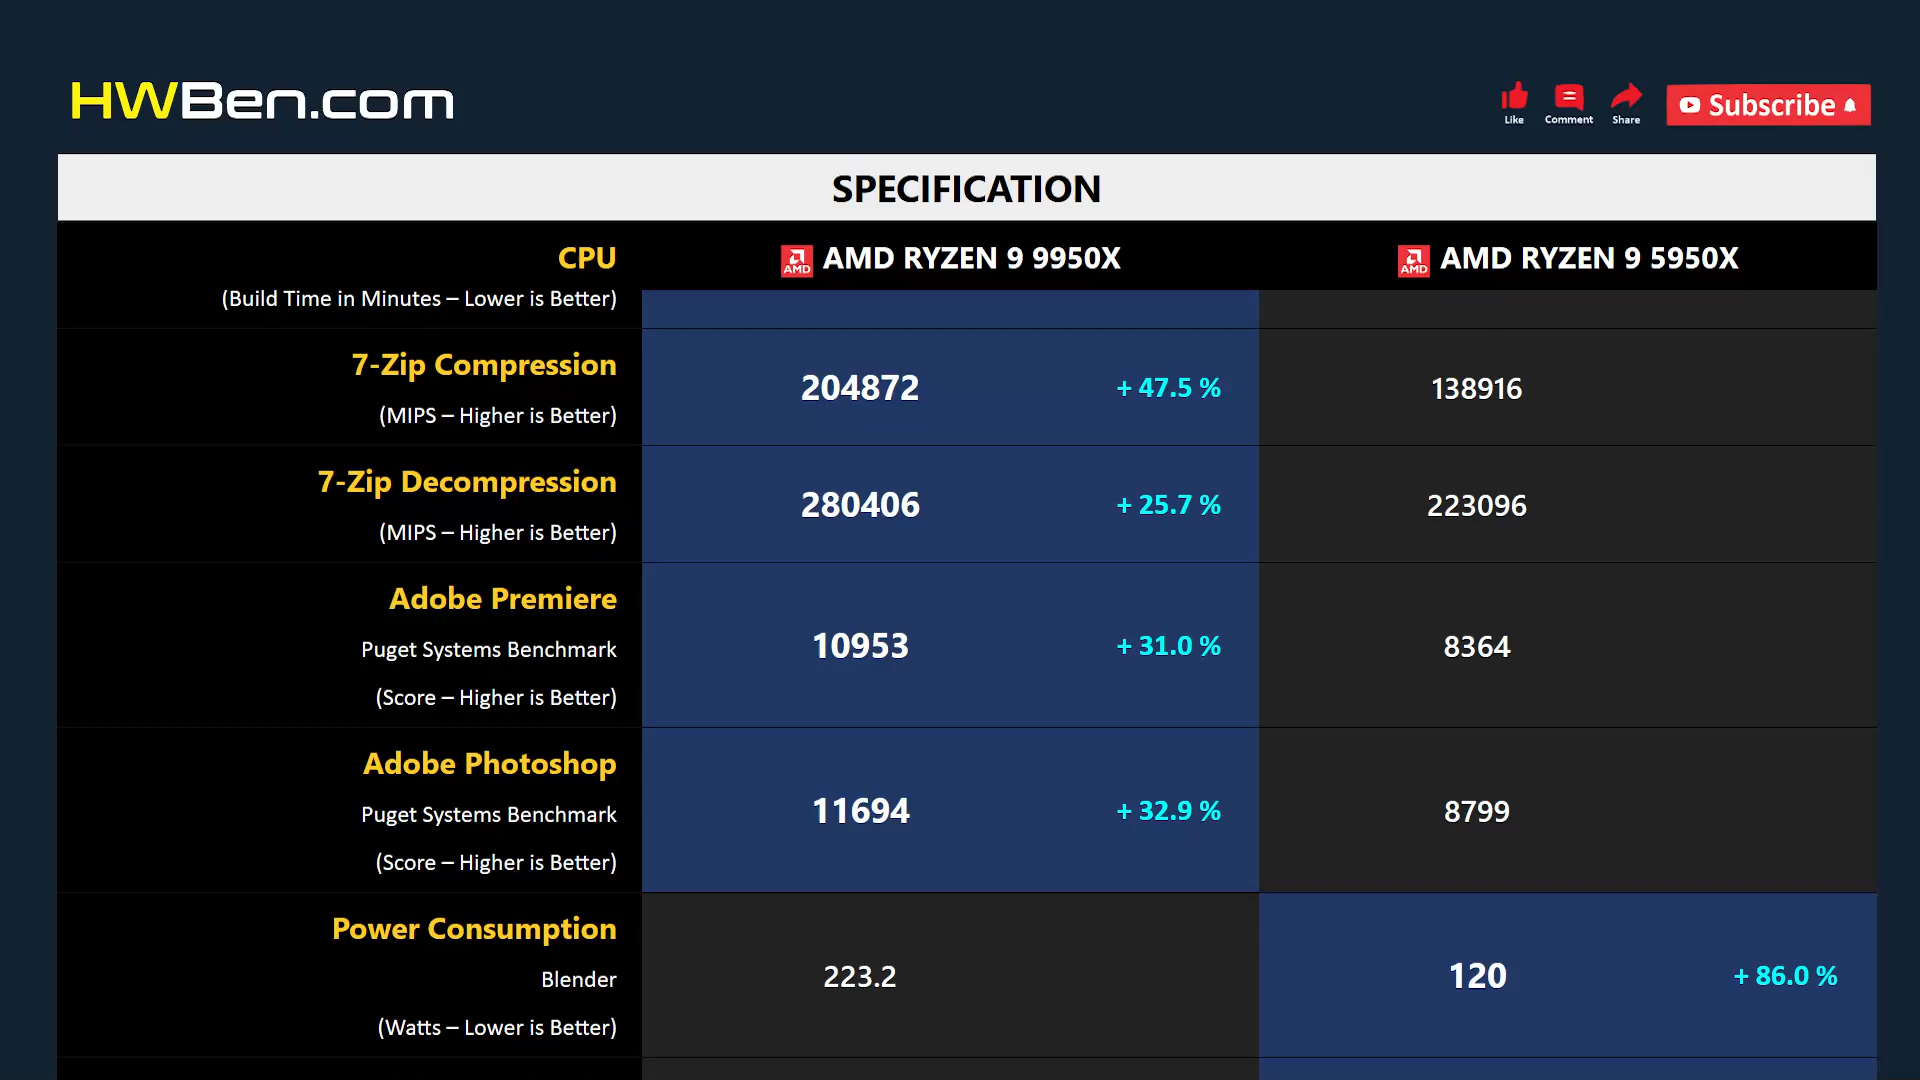 HWBen.com
Like Comment Share Subscribe
SPECIFICATION
CPU AMD AMD RYZEN 9 9950X AMD AMD RYZEN 9 5950X
(Build Time in Minutes – Lower is Better)
7-Zip Compression
(MIPS – Higher is Better)
204872 + 47.5 % 138916
7-Zip Decompression
(MIPS – Higher is Better)
280406 + 25.7 % 223096
Adobe Premiere
Puget Systems Benchmark
(Score – Higher is Better)
10953 + 31.0 % 8364
Adobe Photoshop
Puget Systems Benchmark
(Score – Higher is Better)
11694 + 32.9 % 8799
Power Consumption
Blender
(Watts – Lower is Better)
223.2 120 + 86.0 %